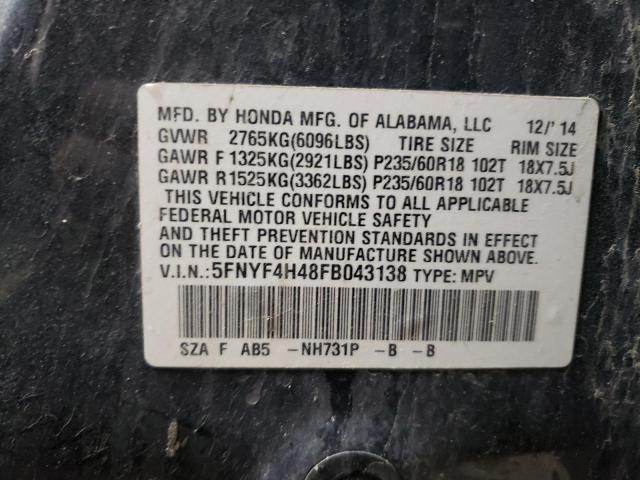 MFD. BY HONDA MFG. OF ALABAMA, LLC 12/'14
GVWR 2765KG(6096LBS) TIRE SIZE RIM SIZE
GAWR F 1325KG(2921LBS) P235/60R18 102T 18X7.5J
GAWR R1525KG(3362LBS) P235/60R18 102T 18X7.5J
THIS VEHICLE CONFORMS TO ALL APPLICABLE
FEDERAL MOTOR VEHICLE SAFETY
AND THEFT PREVENTION STANDARDS IN EFFECT
ON THE DATE OF MANUFACTURE SHOWN ABOVE.
V.I.N.:5FNYF4H48FB043138 TYPE: MPV
SZA F AB5 -NH731P -B -B